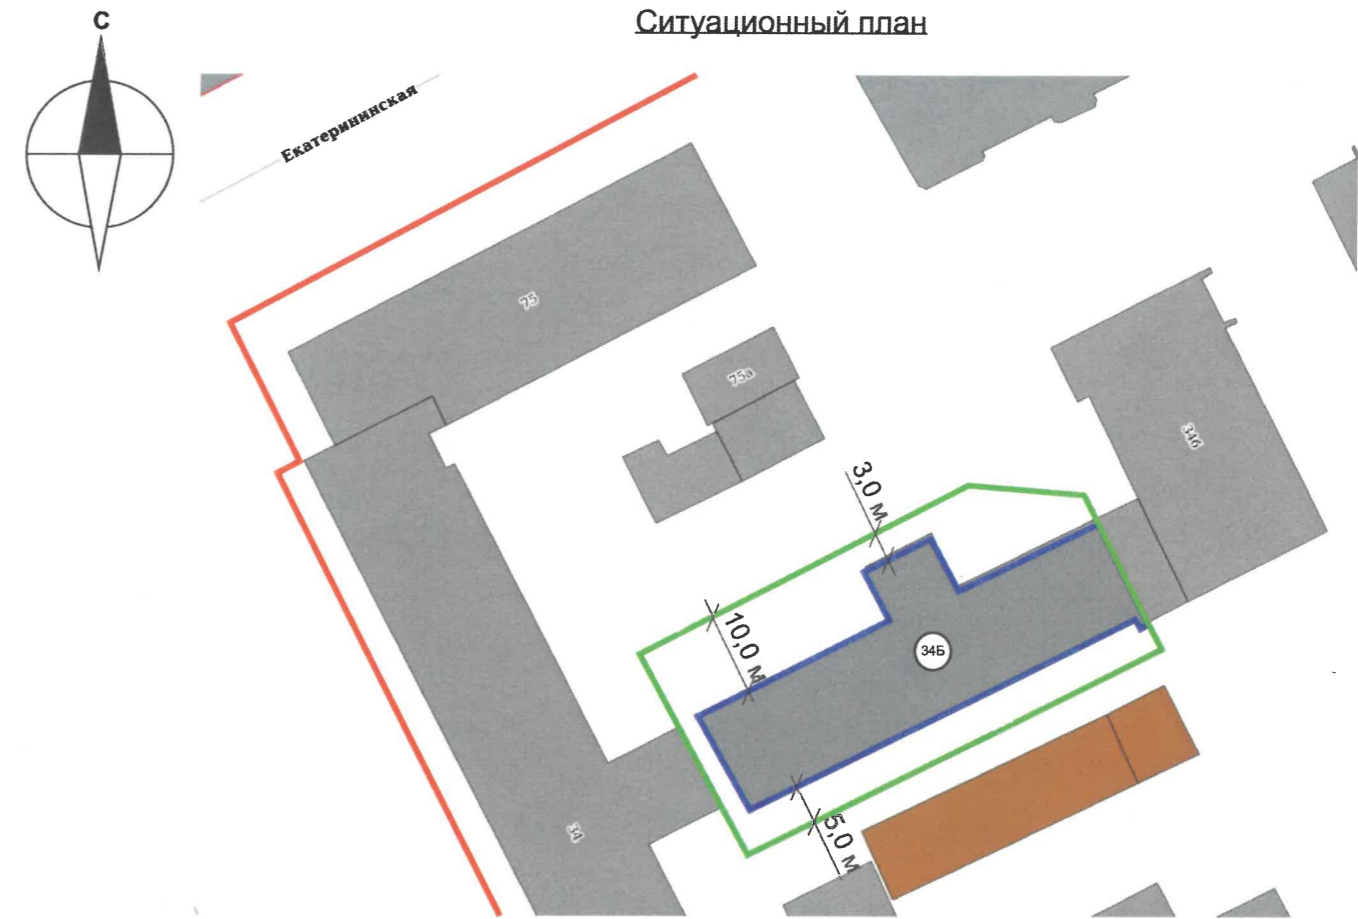 Ситуационный план
С
Екатерининская
75
75а
34б
3,0 м
10,0 м
34Б
5,0 м
34